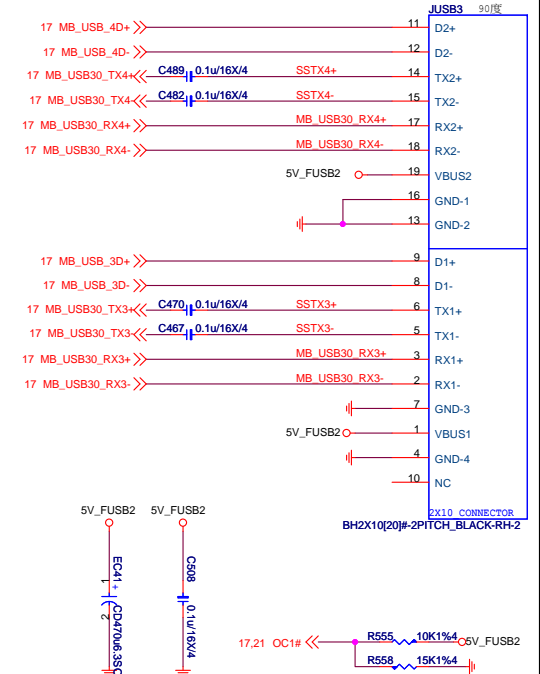 JUSB3 90度
17 MB_USB_4D+ 11 D2+
17 MB_USB_4D- 12 D2-
17 MB_USB30_TX4+ C489 0.1u/16X/4 SSTX4+ 14 TX2+
17 MB_USB30_TX4- C482 0.1u/16X/4 SSTX4- 15 TX2-
17 MB_USB30_RX4+ MB_USB30_RX4+ 17 RX2+
17 MB_USB30_RX4- MB_USB30_RX4- 18 RX2-
5V_FUSB2 19 VBUS2
16 GND-1
13 GND-2
17 MB_USB_3D+ 9 D1+
17 MB_USB_3D- 8 D1-
17 MB_USB30_TX3+ C470 0.1u/16X/4 SSTX3+ 6 TX1+
17 MB_USB30_TX3- C467 0.1u/16X/4 SSTX3- 5 TX1-
17 MB_USB30_RX3+ MB_USB30_RX3+ 3 RX1+
17 MB_USB30_RX3- MB_USB30_RX3- 2 RX1-
7 GND-3
5V_FUSB2 1 VBUS1
4 GND-4
10 NC
2X10 CONNECTOR
BH2X10[20]#-2PITCH_BLACK-RH-2
5V_FUSB2 5V_FUSB2
1 2 EC41 + CD470u6.3SO
C508 0.1u/16X/4
17,21 OC1# R555 10K1%4 5V_FUSB2
R558 15K1%4